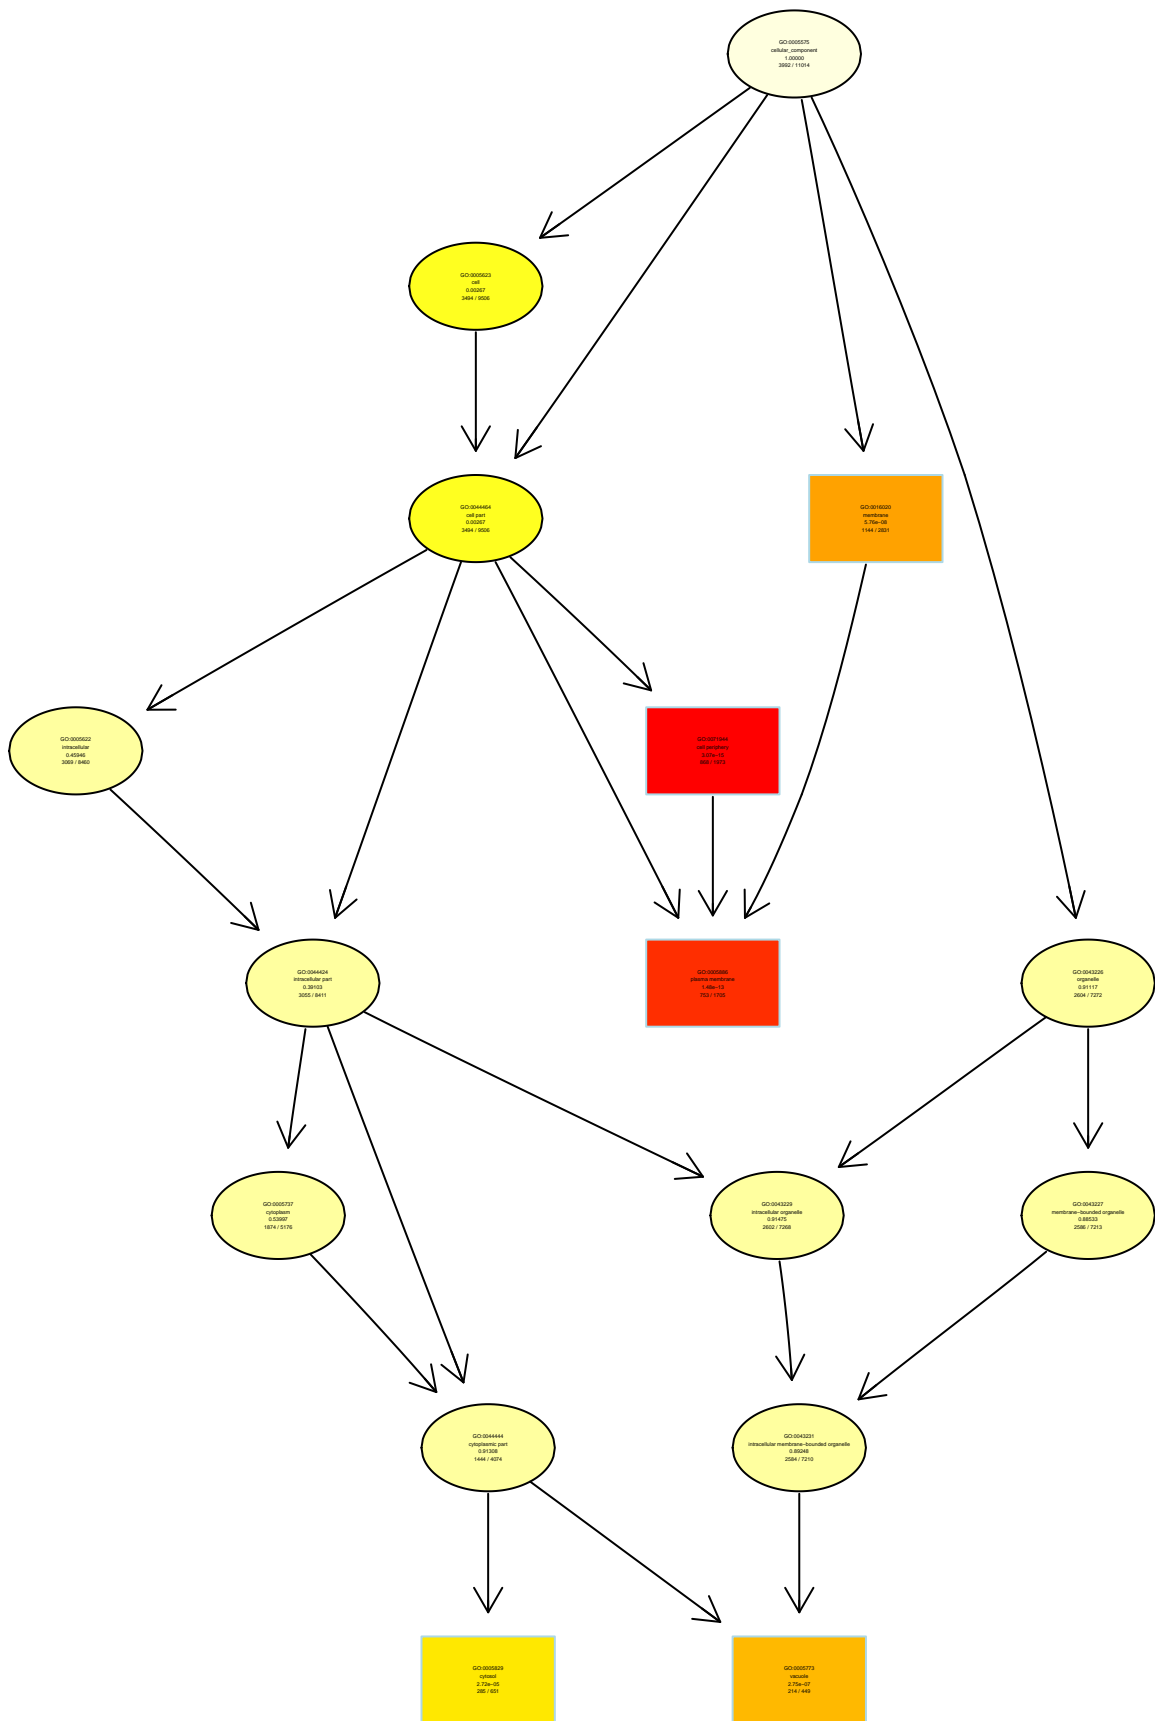 GO:0005575
cellular_component
1.00000
3992 / 11014
GO:0005623
cell
0.00267
3494 / 9506
GO:0044464
cell part
0.00267
3494 / 9506
GO:0016020
membrane
5.76e−08
1144 / 2831
GO:0005622
intracellular
0.45946
3069 / 8460
GO:0071944
cell periphery
GO:0044424
intracellular part
0.39103
3055 / 8411
GO:0005886
plasma membrane
753 / 1705
GO:0043226
organelle
0.91117
2604 / 7272
GO:0005737
cytoplasm
0.53997
1874 / 5176
GO:0043229
intracellular organelle
0.91475
2602 / 7268
GO:0043227
membrane−bounded organelle
0.88533
2586 / 7213
GO:0044444
cytoplasmic part
0.91308
1444 / 4074
GO:0043231
intracellular membrane−bounded organelle
0.89248
2584 / 7210
GO:0005829
cytosol
2.72e−05
285 / 651
GO:0005773
vacuole
2.75e−07
214 / 449